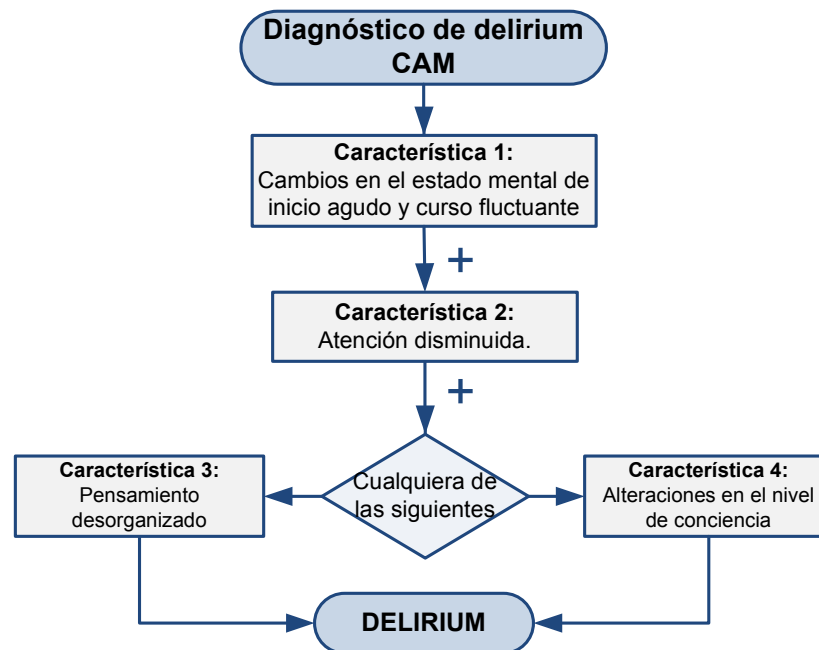 Diagnóstico de delirium
CAM
Característica 1:
Cambios en el estado mental de
inicio agudo y curso fluctuante
+
Característica 2:
Atención disminuida.
+
Cualquiera de
las siguientes
Característica 3:
Pensamiento
desorganizado
Característica 4:
Alteraciones en el nivel
de conciencia
DELIRIUM